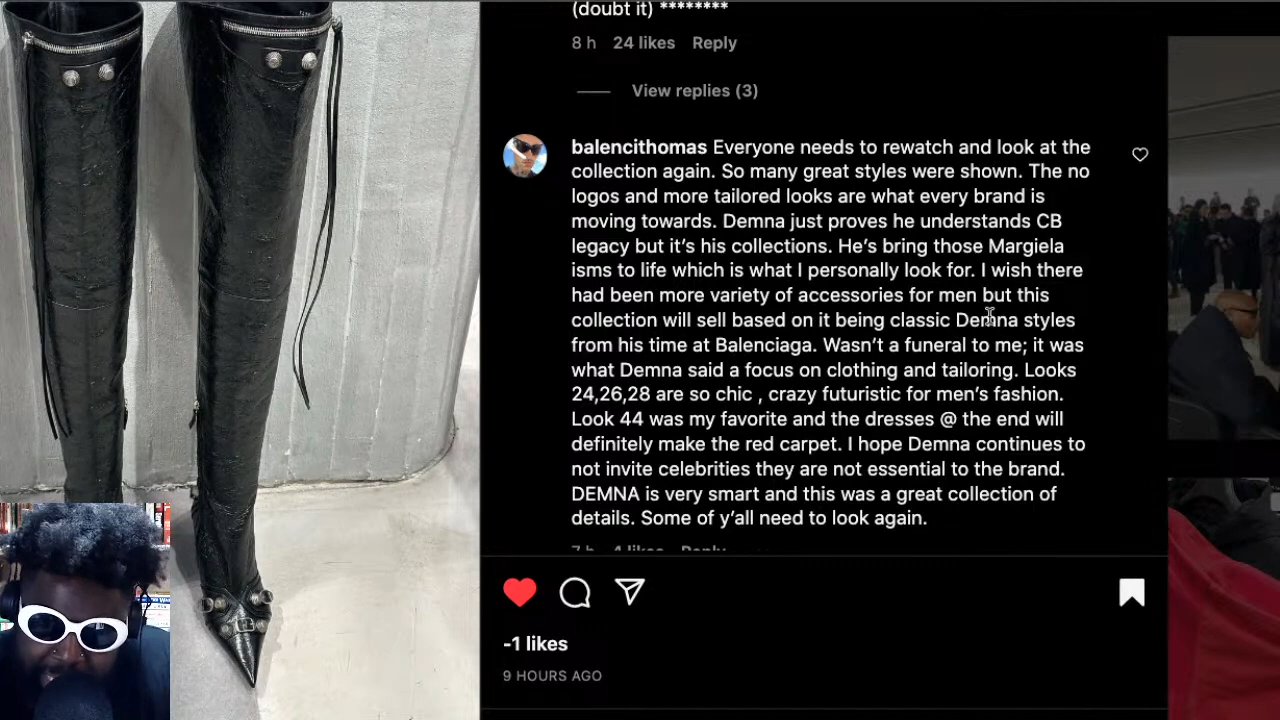 (doubt it) ********
8 h 24 likes Reply
View replies (3)
balencithomas Everyone needs to rewatch and look at the
collection again. So many great styles were shown. The no
logos and more tailored looks are what every brand is
moving towards. Demna just proves he understands CB
legacy but it's his collections. He's bring those Margiela
isms to life which is what I personally look for. I wish there
had been more variety of accessories for men but this
collection will sell based on it being classic Demna styles
from his time at Balenciaga. Wasn't a funeral to me; it was
what Demna said a focus on clothing and tailoring. Looks
24,26,28 are so chic , crazy futuristic for men's fashion.
Look 44 was my favorite and the dresses @ the end will
definitely make the red carpet. I hope Demna continues to
not invite celebrities they are not essential to the brand.
DEMNA is very smart and this was a great collection of
details. Some of y'all need to look again.
7 h 4 likes Reply
-1 likes
9 HOURS AGO